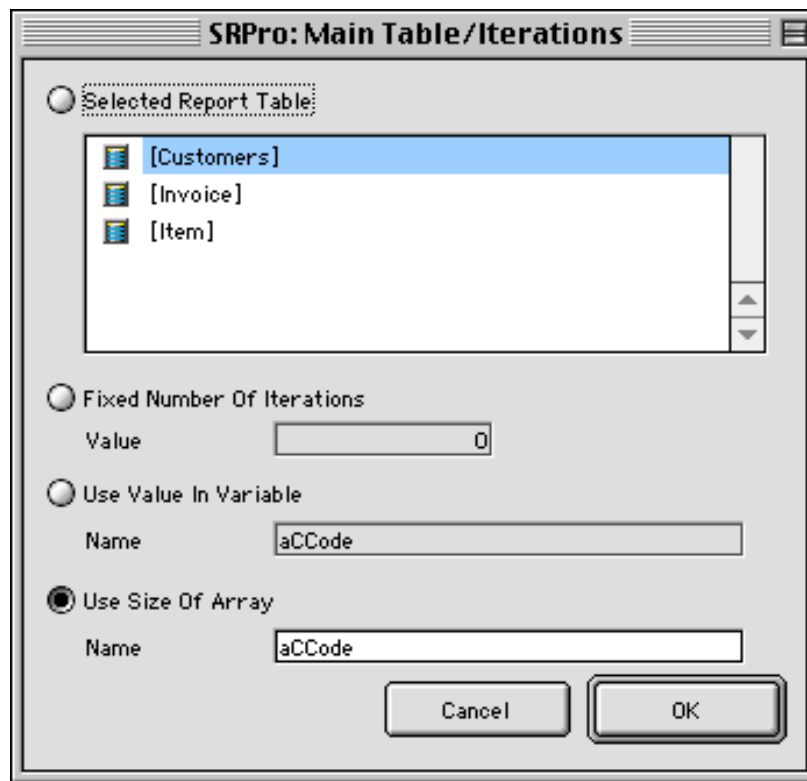 SRPro: Main Table/Iterations
Selected Report Table
[Customers]
[Invoice]
[Item]
Fixed Number Of Iterations
Value 0
Use Value In Variable
Name aCCode
Use Size Of Array
Name aCCode
Cancel OK